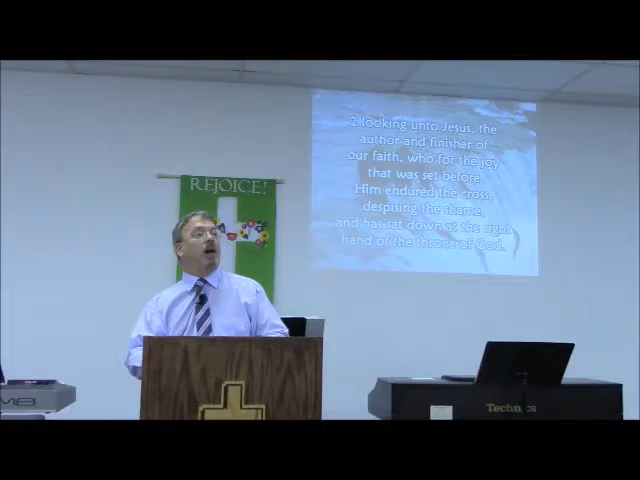 REJOICE!
2 looking unto Jesus, the
author and finisher of
our faith, who for the joy
that was set before
Him endured the cross,
despising the shame,
and has sat down at the right
hand of the throne of God.
Technics